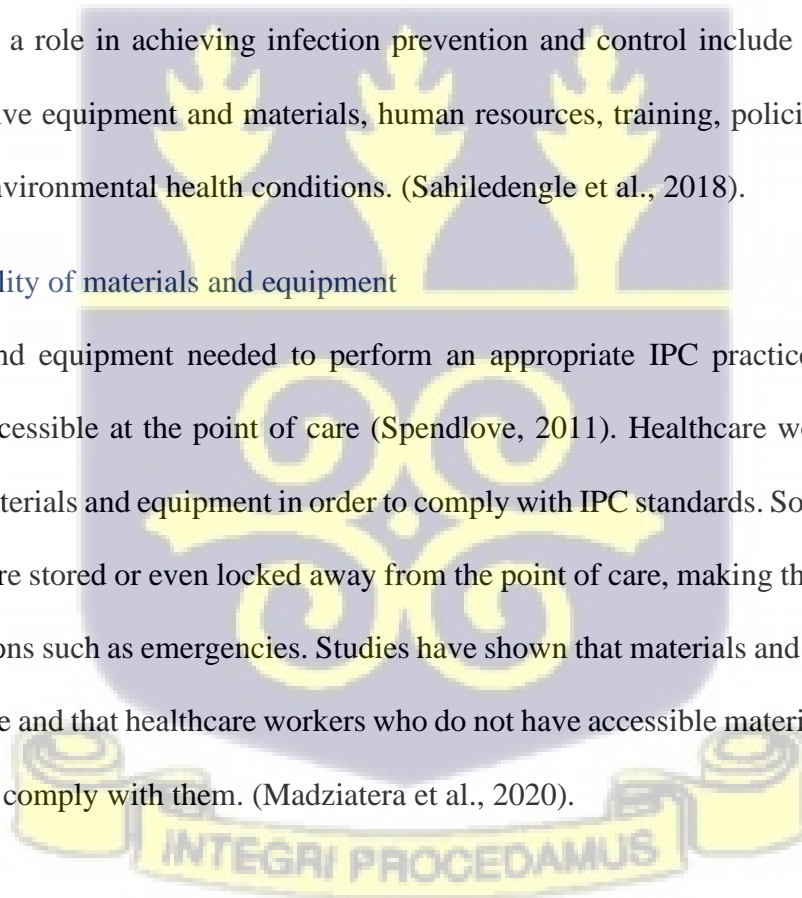 a role in achieving infection prevention and control include
ve equipment and materials, human resources, training, polici
nvironmental health conditions. (Sahiledengle et al., 2018).
lity of materials and equipment
nd equipment needed to perform an appropriate IPC practice
ccessible at the point of care (Spendlove, 2011). Healthcare wo
terials and equipment in order to comply with IPC standards. So
re stored or even locked away from the point of care, making th
ons such as emergencies. Studies have shown that materials and
e and that healthcare workers who do not have accessible materi
comply with them. (Madziatera et al., 2020).
INTEGRI PROCEDAMUS